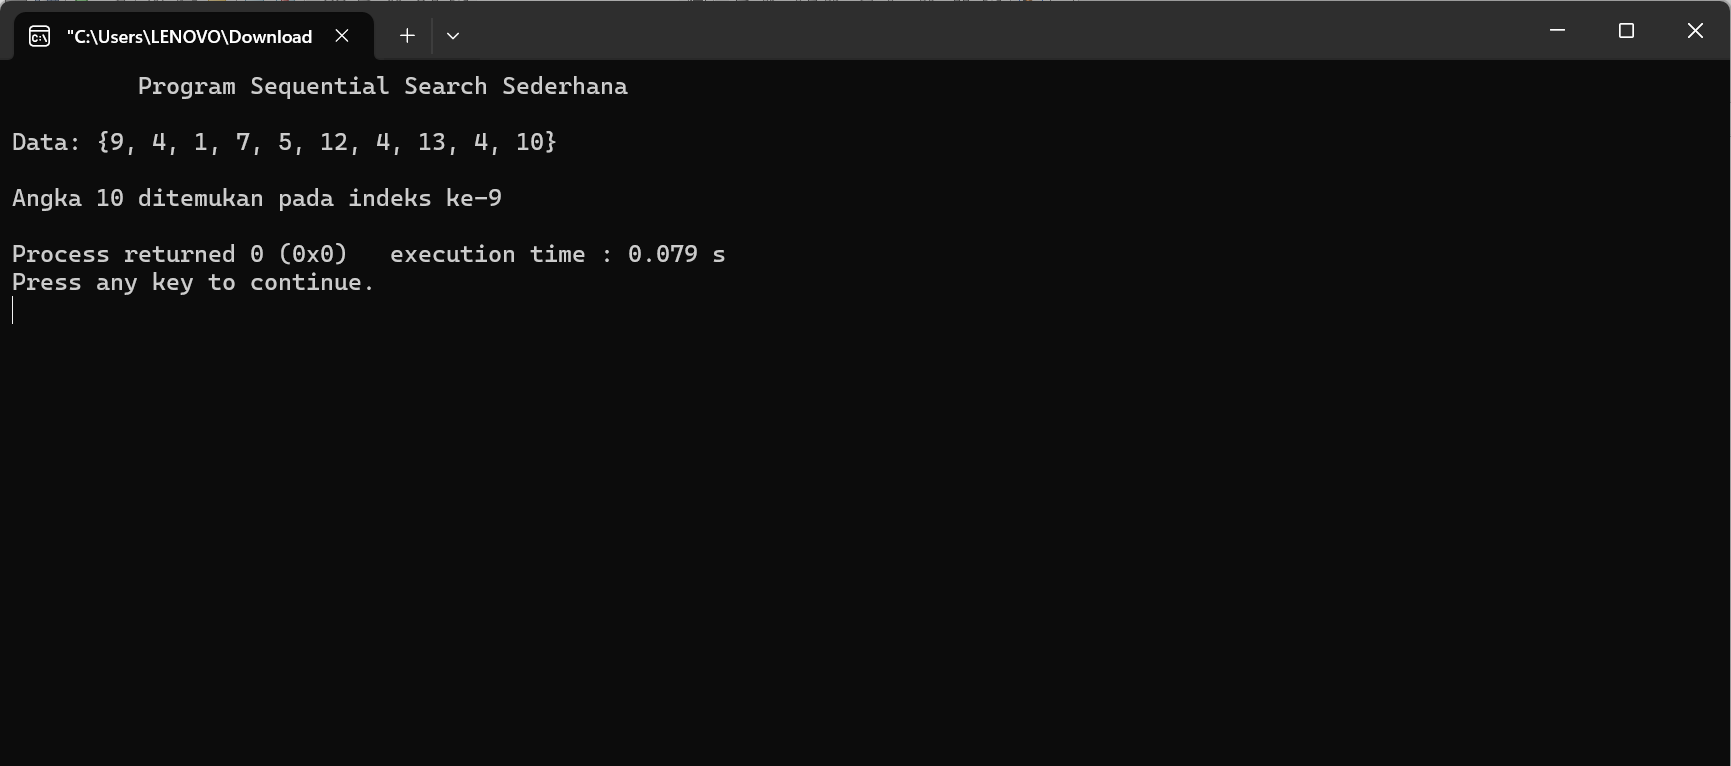 "C:\Users\LENOVO\Download
Program Sequential Search Sederhana
Data: {9, 4, 1, 7, 5, 12, 4, 13, 4, 10}
Angka 10 ditemukan pada indeks ke-9
Process returned 0 (0x0)   execution time : 0.079 s
Press any key to continue.